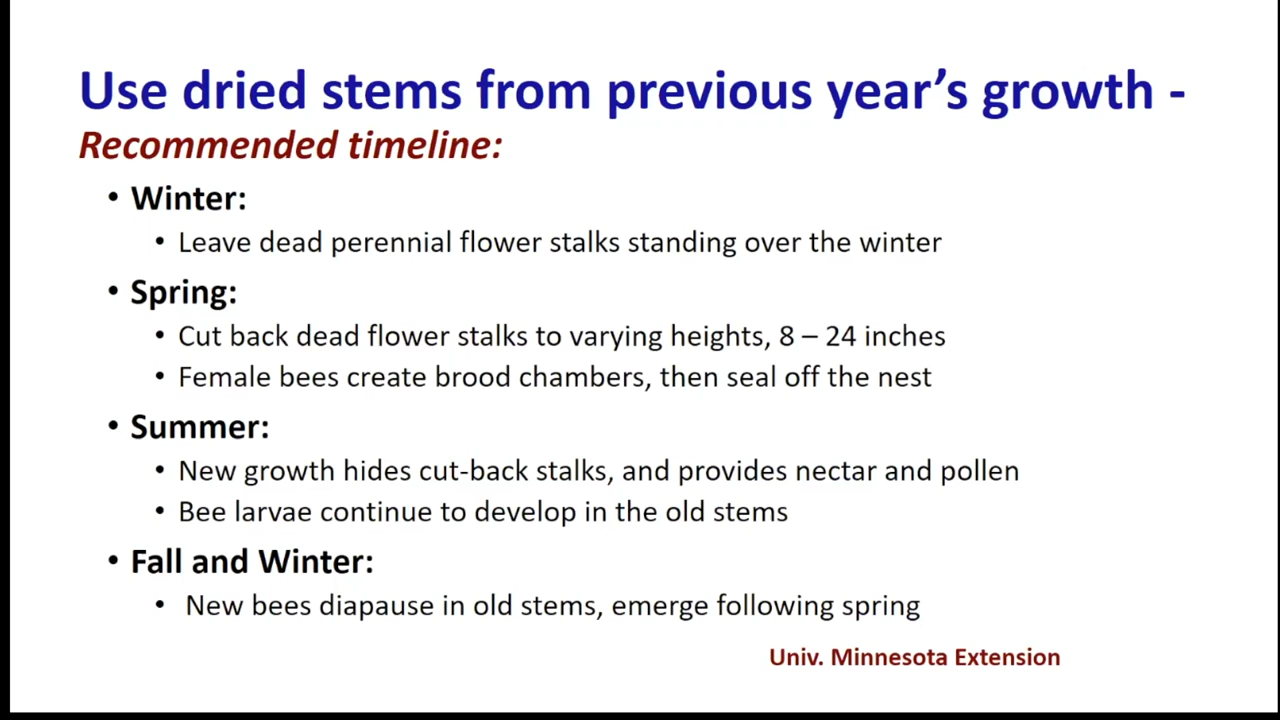 Use dried stems from previous year’s growth -
Recommended timeline:
• Winter:
• Leave dead perennial flower stalks standing over the winter
• Spring:
• Cut back dead flower stalks to varying heights, 8 – 24 inches
• Female bees create brood chambers, then seal off the nest
• Summer:
• New growth hides cut-back stalks, and provides nectar and pollen
• Bee larvae continue to develop in the old stems
• Fall and Winter:
• New bees diapause in old stems, emerge following spring
Univ. Minnesota Extension